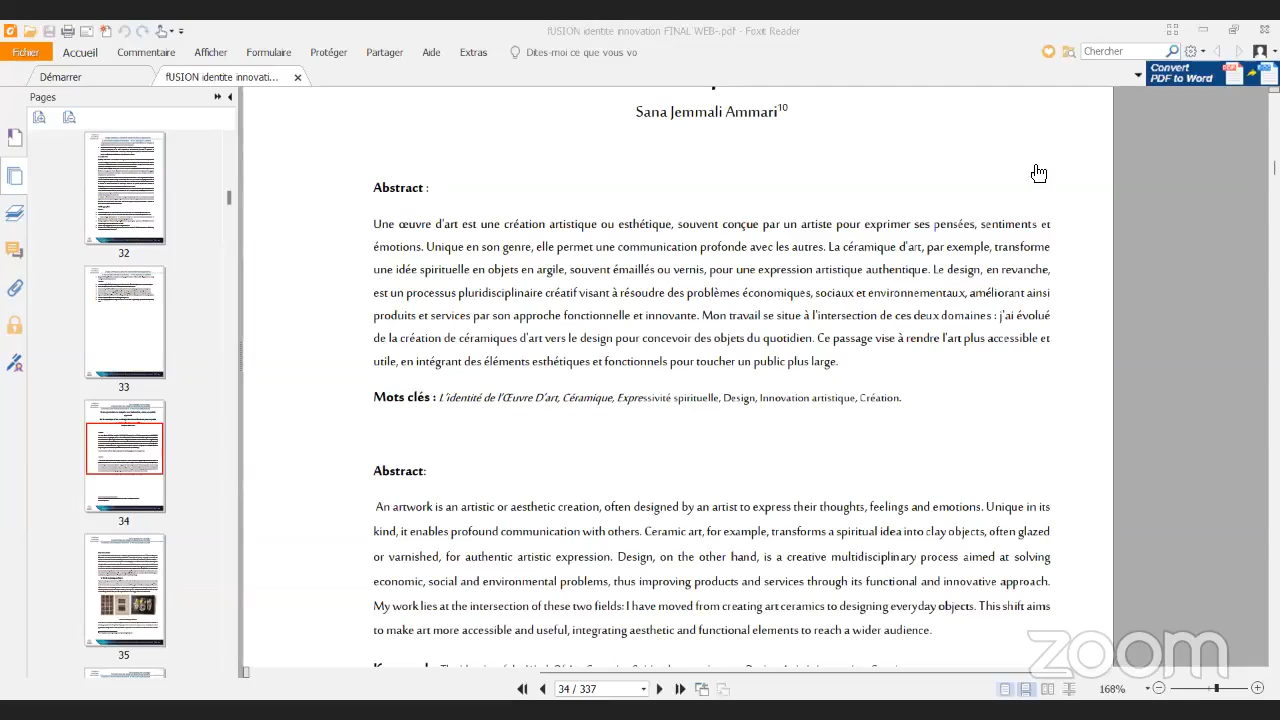 fUSION identite innovation FINAL WEB-.pdf - Foxit Reader
Fichier Accueil Commentaire Afficher Formulaire Protéger Partager Aide Extras Dites-moi ce que vous vo Chercher
Démarrer fUSION identite innovati...
Convert
PDF to Word
Pages
Sana Jemmali Ammari10
Abstract :
Une œuvre d'art est une création artistique ou esthétique, souvent conçue par un artiste pour exprimer ses pensées, sentiments et
émotions. Unique en son genre, elle permet une communication profonde avec les autres. La céramique d'art, par exemple, transforme
une idée spirituelle en objets en argile, souvent émaillés ou vernis, pour une expression artistique authentique. Le design, en revanche,
est un processus pluridisciplinaire créatif visant à résoudre des problèmes économiques, sociaux et environnementaux, améliorant ainsi
produits et services par son approche fonctionnelle et innovante. Mon travail se situe à l'intersection de ces deux domaines : j'ai évolué
de la création de céramiques d'art vers le design pour concevoir des objets du quotidien. Ce passage vise à rendre l'art plus accessible et
utile, en intégrant des éléments esthétiques et fonctionnels pour toucher un public plus large.
Mots clés : L'identité de l'Œuvre D'art, Céramique, Expressivité spirituelle, Design, Innovation artistique, Création.
Abstract:
An artwork is an artistic or aesthetic creation, often designed by an artist to express their thoughts, feelings and emotions. Unique in its
kind, it enables profound communication with others. Ceramic art, for example, transforms a spiritual idea into clay objects, often glazed
or varnished, for authentic artistic expression. Design, on the other hand, is a creative multi-disciplinary process aimed at solving
economic, social and environmental problems, thus improving products and services through its functional and innovative approach.
My work lies at the intersection of these two fields: I have moved from creating art ceramics to designing everyday objects. This shift aims
to make art more accessible and useful, integrating aesthetic and functional elements to reach a wider audience.
32
33
34
35
34 / 337
168%
zoom